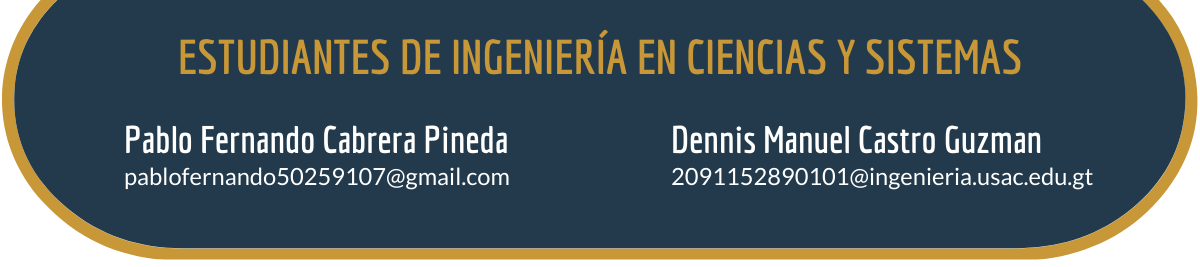 ESTUDIANTES DE INGENIERÍA EN CIENCIAS Y SISTEMAS
Pablo Fernando Cabrera Pineda
pablofernando50259107@gmail.com
Dennis Manuel Castro Guzman
2091152890101@ingenieria.usac.edu.gt